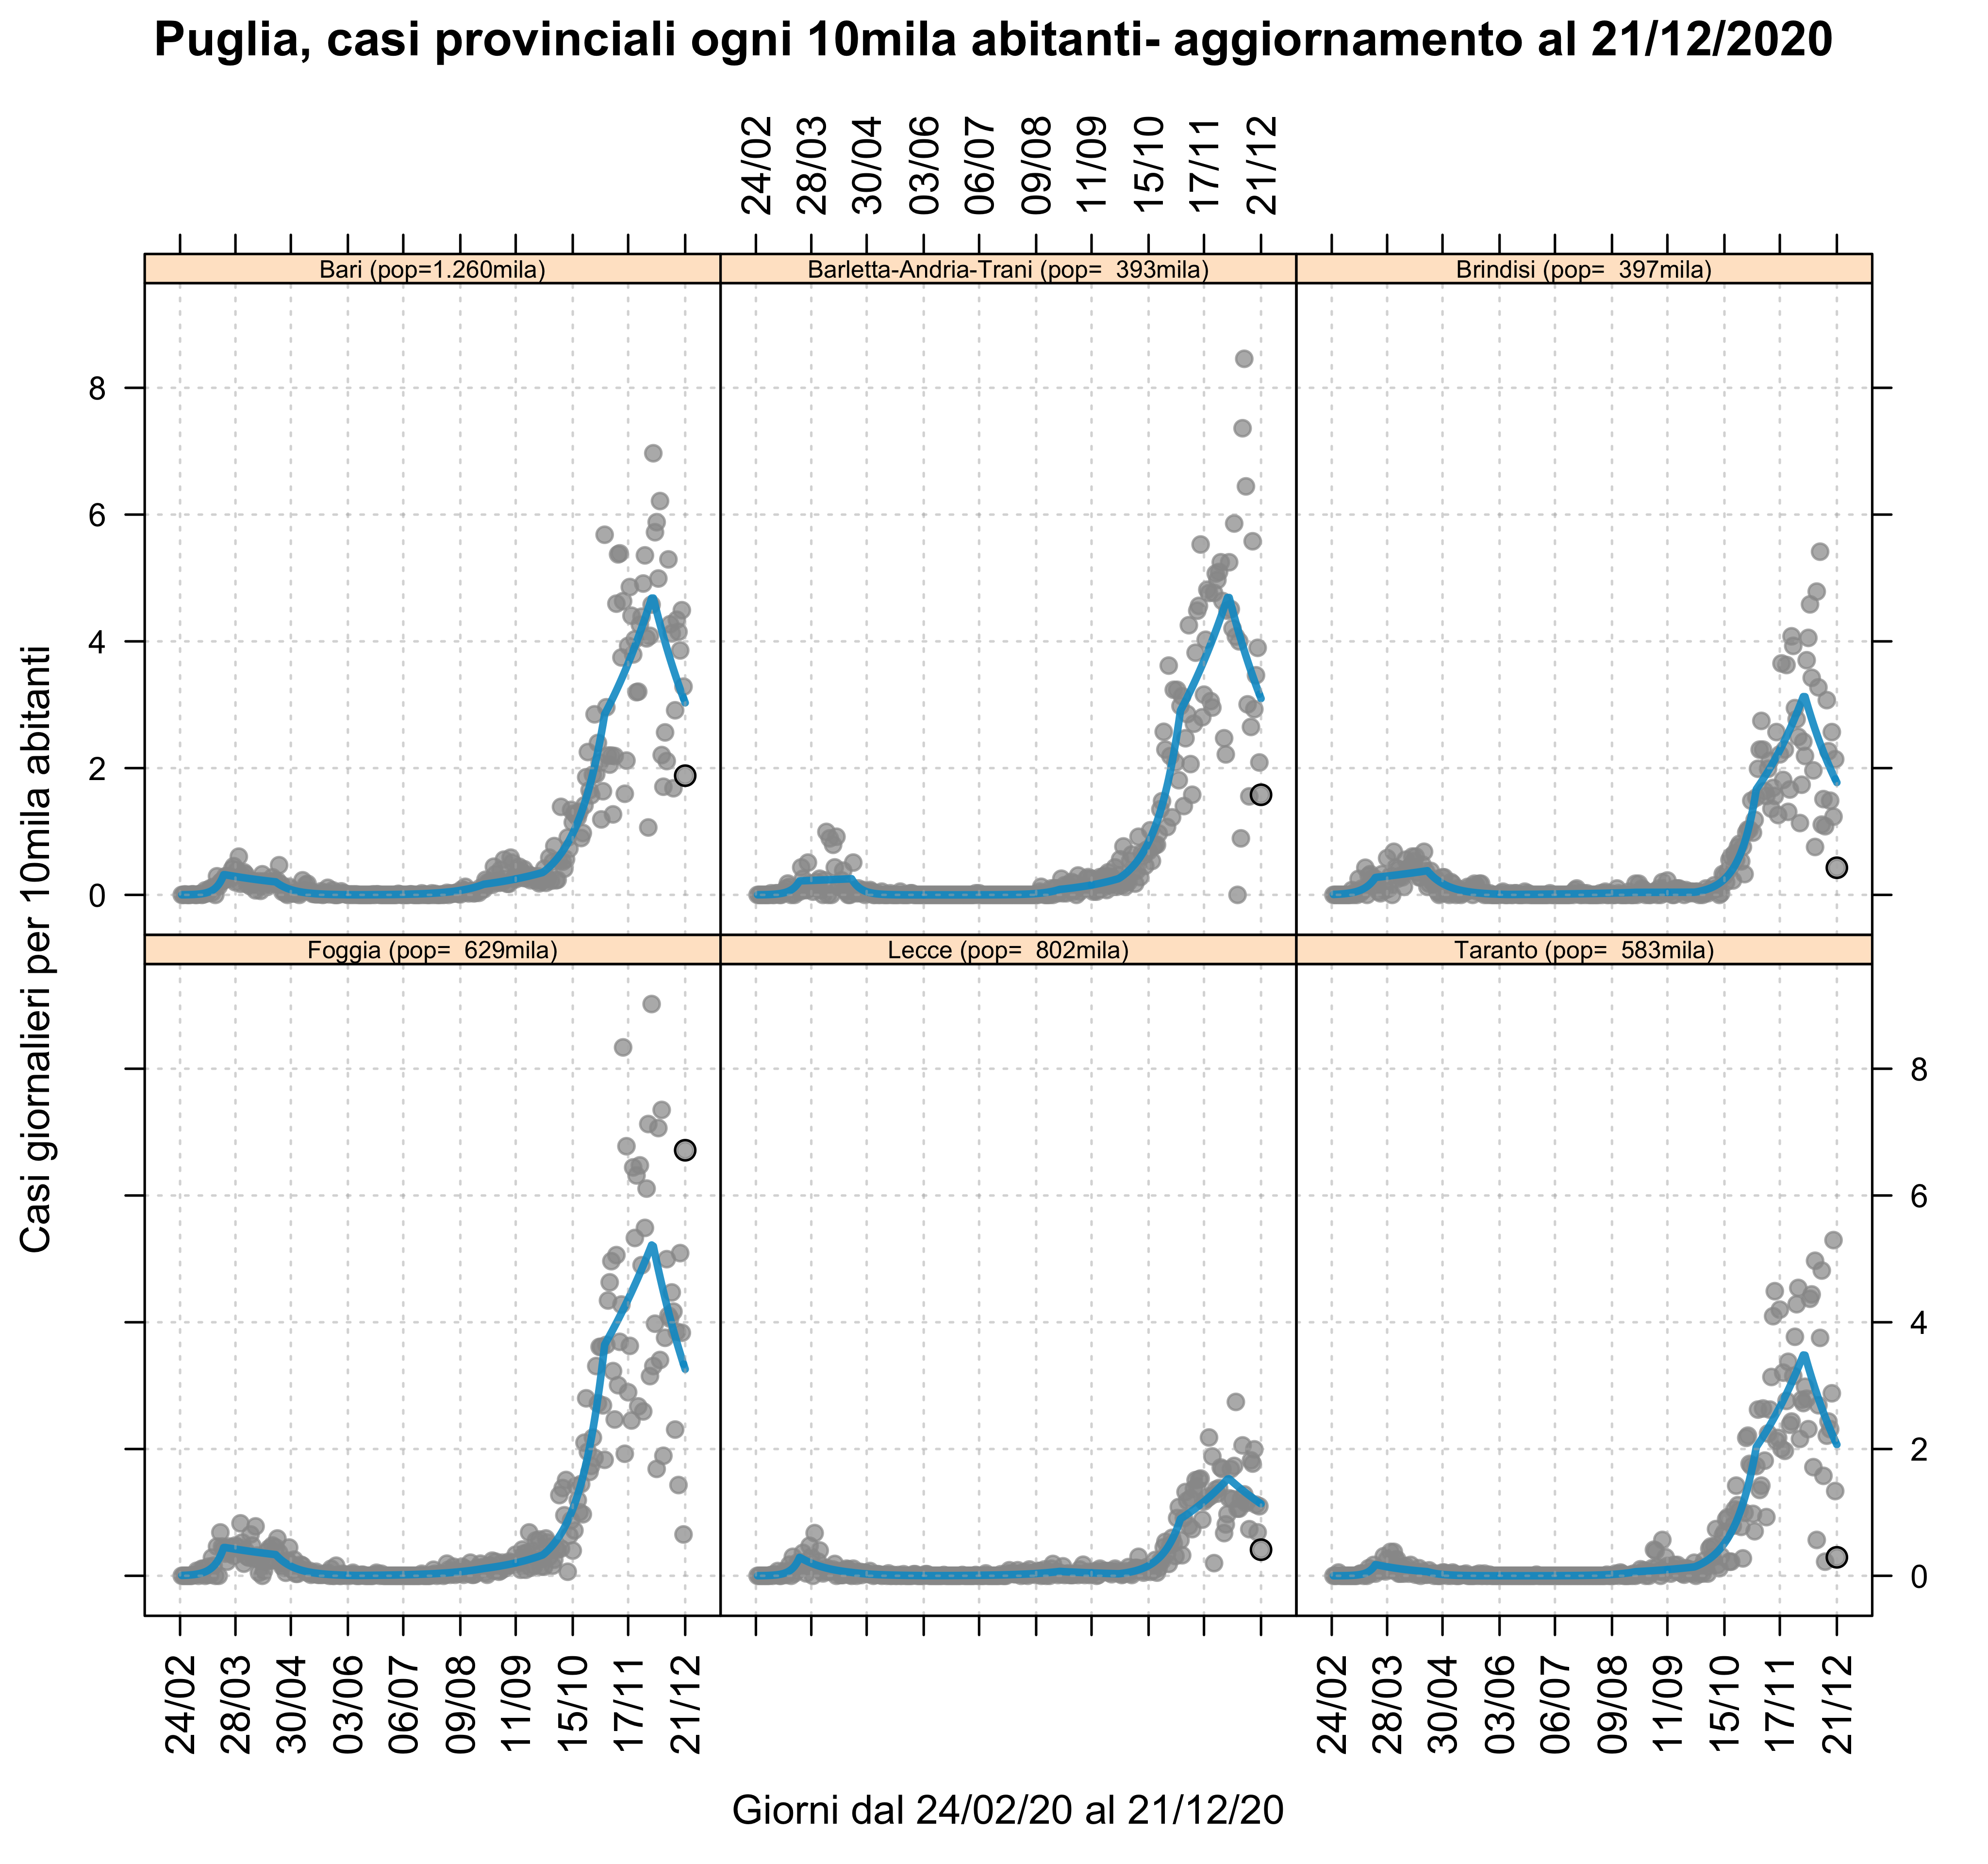 Puglia, casi provinciali ogni 10mila abitanti- aggiornamento al 21/12/2020
24/02 28/03 30/04 03/06 06/07 09/08 11/09 15/10 17/11 21/12
Bari (pop=1.260mila) Barletta-Andria-Trani (pop=  393mila) Brindisi (pop=  397mila)
8
6
4
2
0
Casi giornalieri per 10mila abitanti
Foggia (pop=  629mila) Lecce (pop=  802mila) Taranto (pop=  583mila)
8
6
4
2
0
24/02 28/03 30/04 03/06 06/07 09/08 11/09 15/10 17/11 21/12 24/02 28/03 30/04 03/06 06/07 09/08 11/09 15/10 17/11 21/12
Giorni dal 24/02/20 al 21/12/20